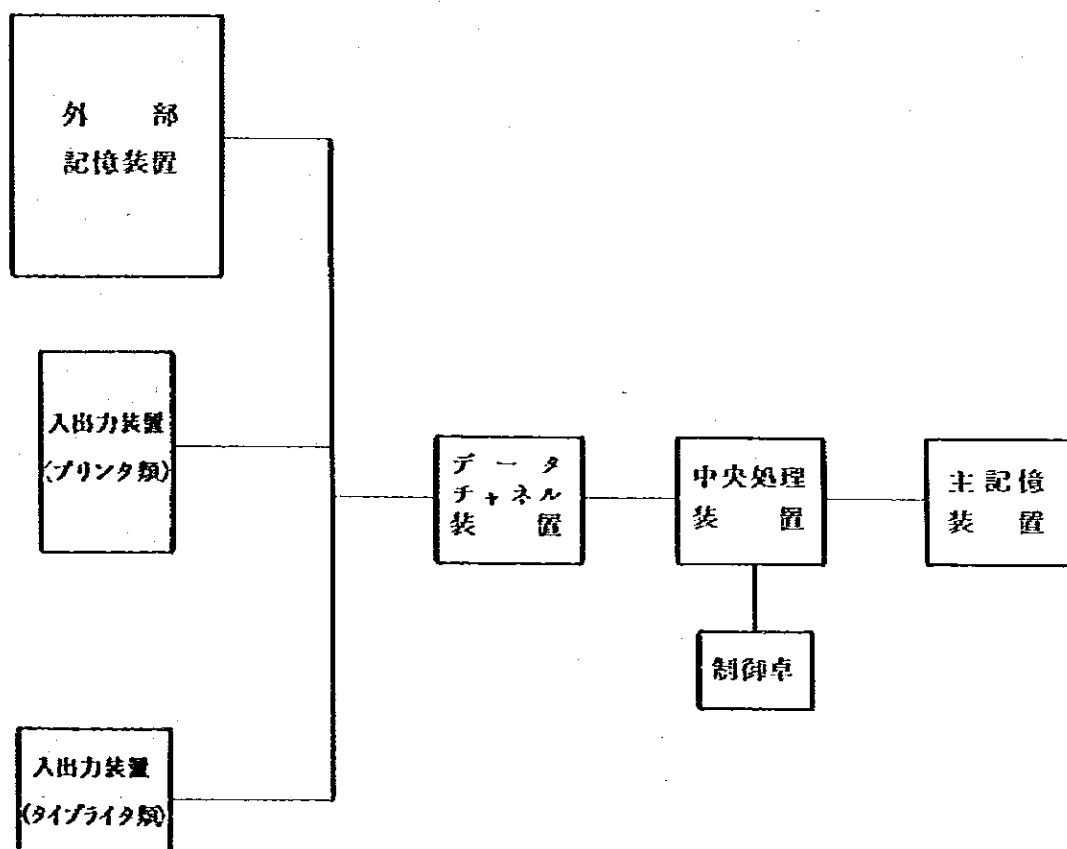 外部
記憶装置
入出力装置
(プリンタ類)
データ
チャネル
装置
中央処理
装置
主記憶
装置
制御卓
入出力装置
(タイプライタ類)